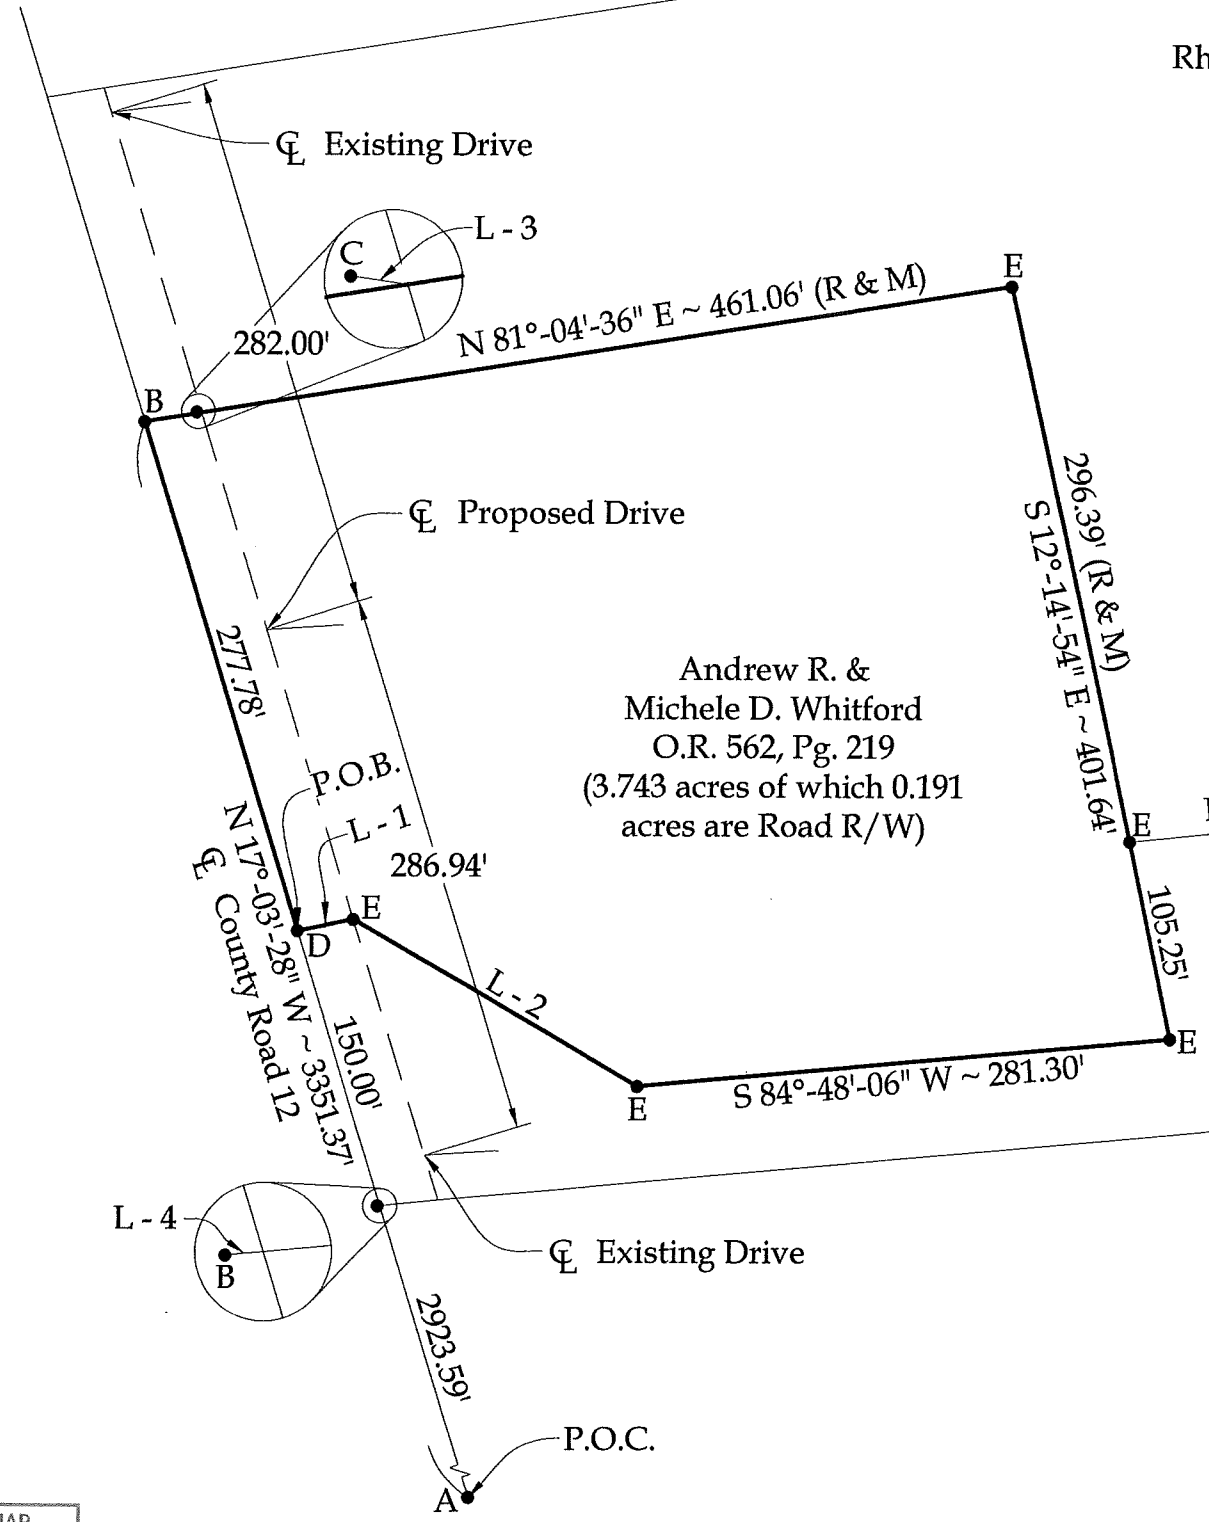 Rh
℄ Existing Drive
C
L - 3
E
282.00'
N 81°-04'-36" E ~ 461.06' (R & M)
B
296.39' (R & M)
S 12°-14'-54" E ~ 401.64'
℄ Proposed Drive
277.78'
Andrew R. &
Michele D. Whitford
O.R. 562, Pg. 219
(3.743 acres of which 0.191
acres are Road R/W)
P.O.B.
L - 1
286.94'
E
E
D
N 17°-03'-28" W ~ 3351.37'
℄ County Road 12
L - 2
105.25'
150.00'
E
S 84°-48'-06" W ~ 281.30'
E
L - 4
B
℄ Existing Drive
2923.59'
P.O.C.
A